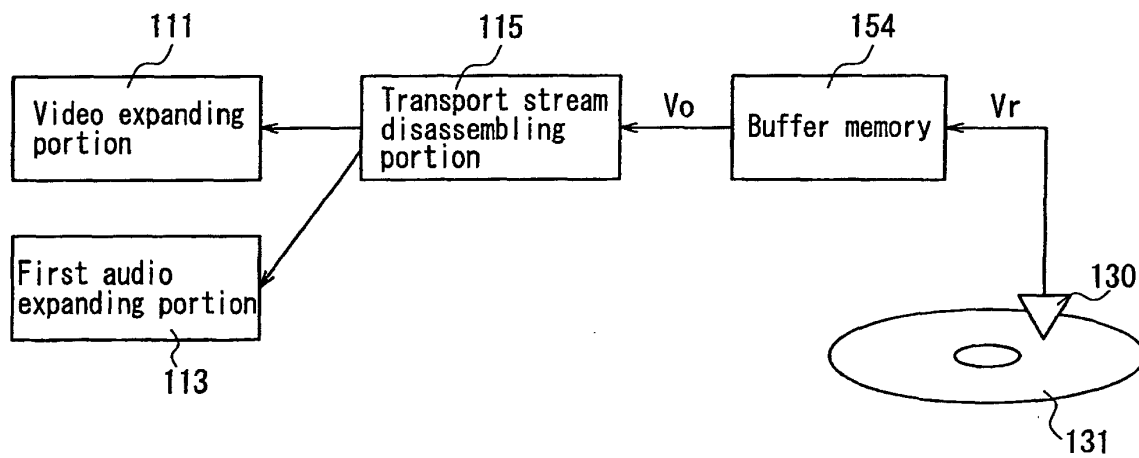 111
115
154
Video expanding
portion
Transport stream
disassembling
portion
Vo
Buffer memory
Vr
First audio
expanding portion
113
130
131